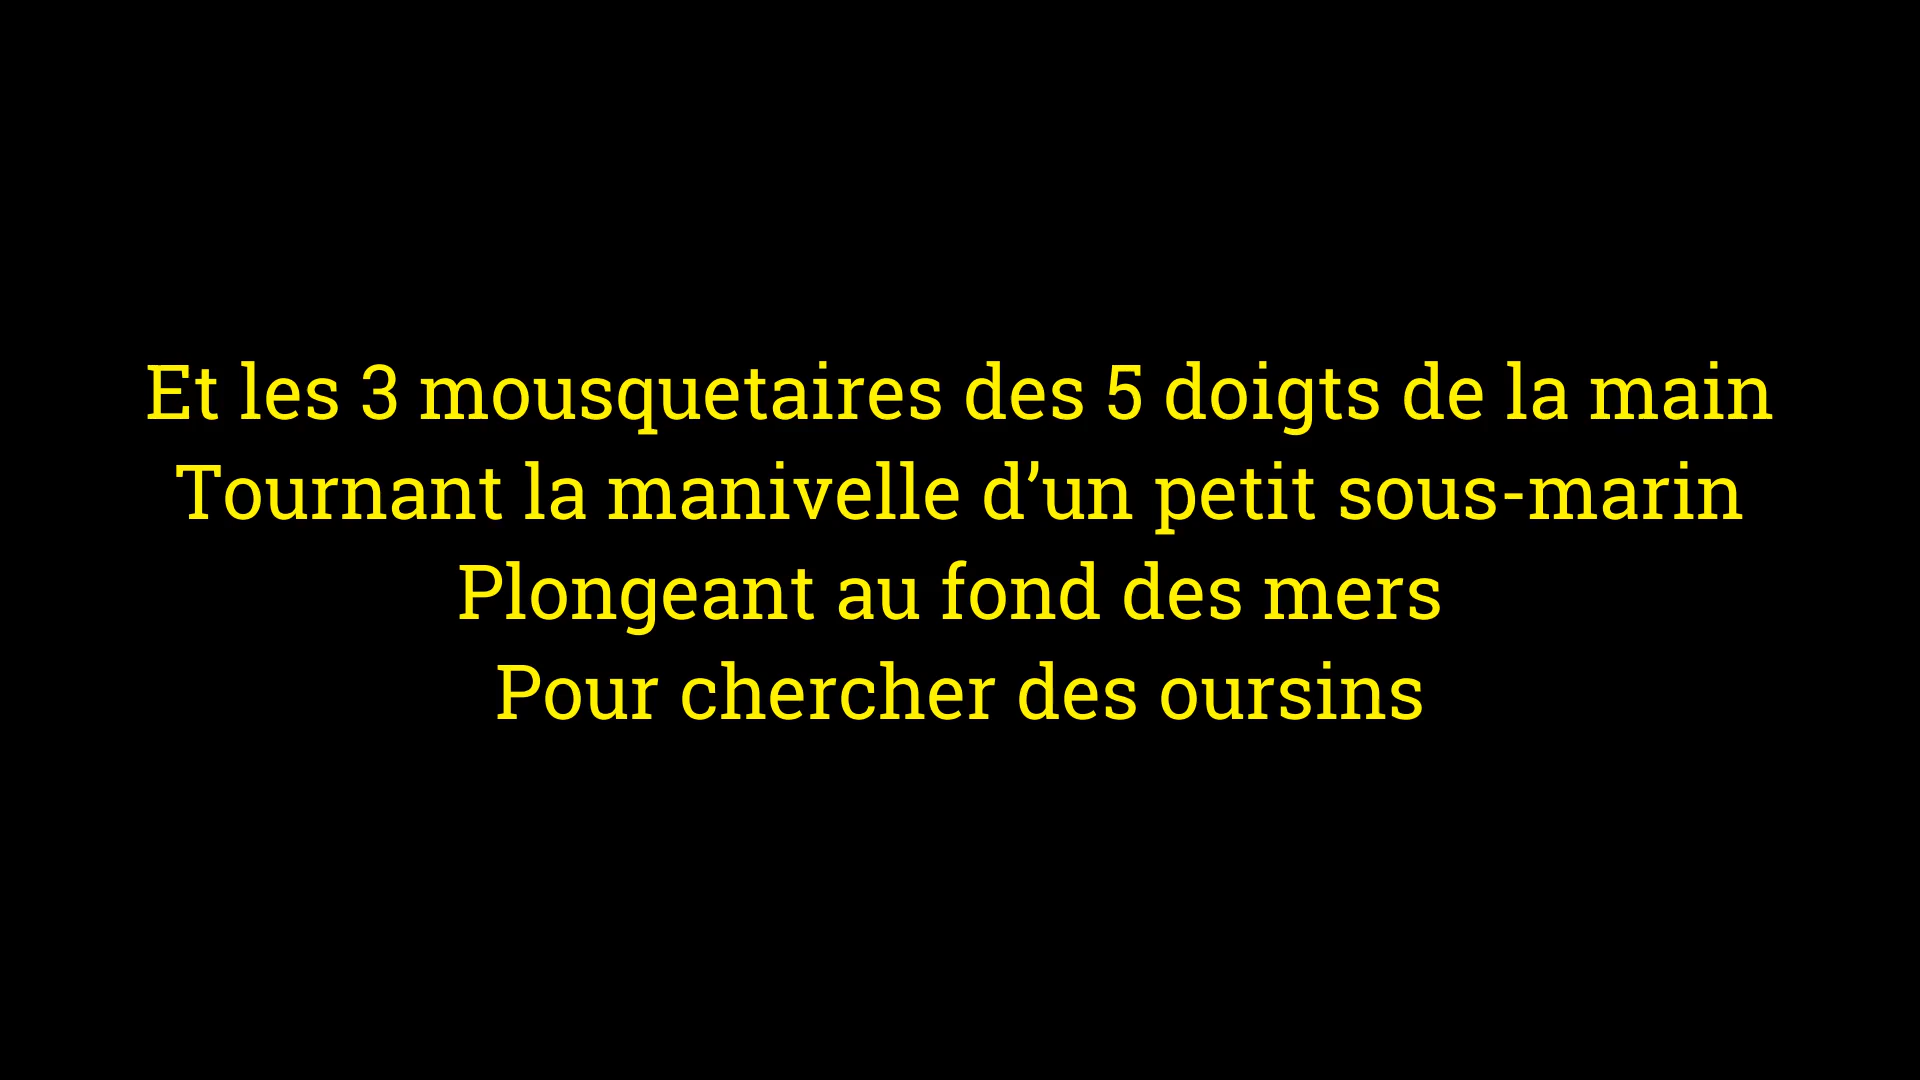 Et les 3 mousquetaires des 5 doigts de la main
Tournant la manivelle d’un petit sous-marin
Plongeant au fond des mers
Pour chercher des oursins